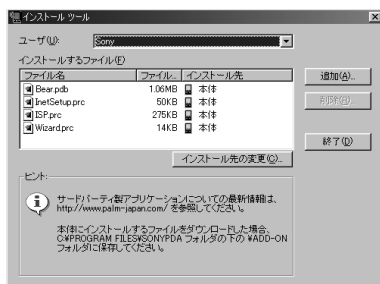 インストール ツール
ユーザ(U):
Sony
インストールするファイル(F)
ファイル名 ファイル.. インストール先
Bear.pdb 1.06MB 本体
InetSetup.prc 50KB 本体
ISP.prc 275KB 本体
Wizard.prc 14KB 本体
追加(A)...
削除(R)...
終了(D)
インストール先の変更(C)...
ヒント:
サードパーティ製アプリケーションについての最新情報は、
http://www.palm-japan.com/ を参照してください。
本体にインストールするファイルをダウンロードした場合、
C:¥PROGRAM FILES¥SONYPDA フォルダの下の ¥ADD-ON
フォルダに保存してください。